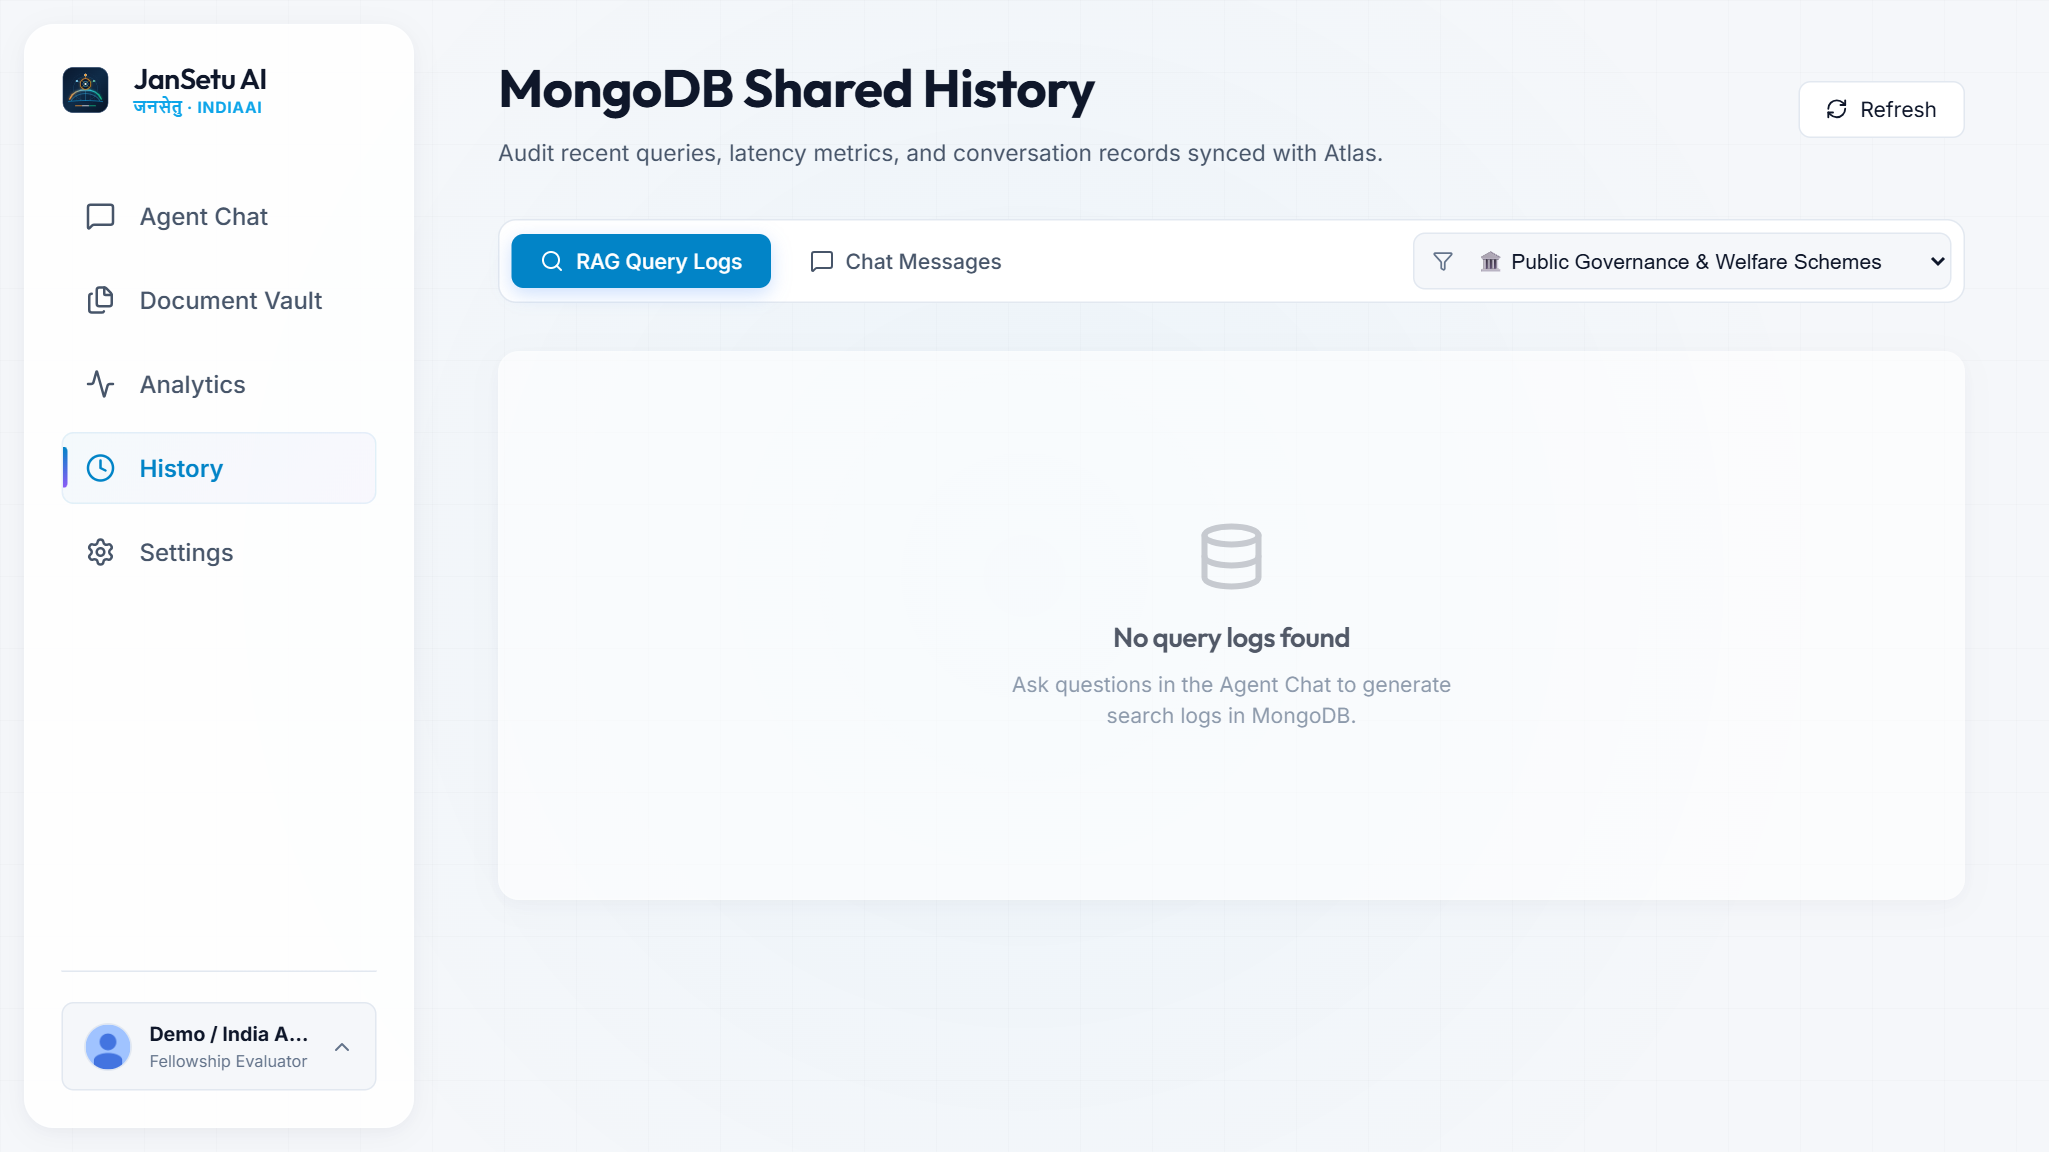 JanSetu AI
जनसेतु · INDIAAI
Agent Chat
Document Vault
Analytics
History
Settings
Demo / India A...
Fellowship Evaluator
MongoDB Shared History
Audit recent queries, latency metrics, and conversation records synced with Atlas.
Refresh
RAG Query Logs
Chat Messages
🏛️ Public Governance & Welfare Schemes
No query logs found
Ask questions in the Agent Chat to generate
search logs in MongoDB.